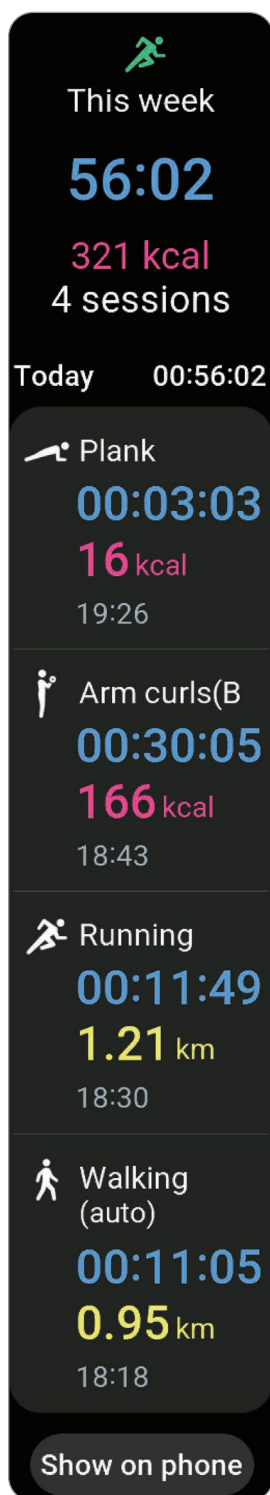 This week
56:02
321 kcal
4 sessions
Today 00:56:02
Plank
00:03:03
16 kcal
19:26
Arm curls(B
00:30:05
166 kcal
18:43
Running
00:11:49
1.21 km
18:30
Walking
(auto)
00:11:05
0.95 km
18:18
Show on phone